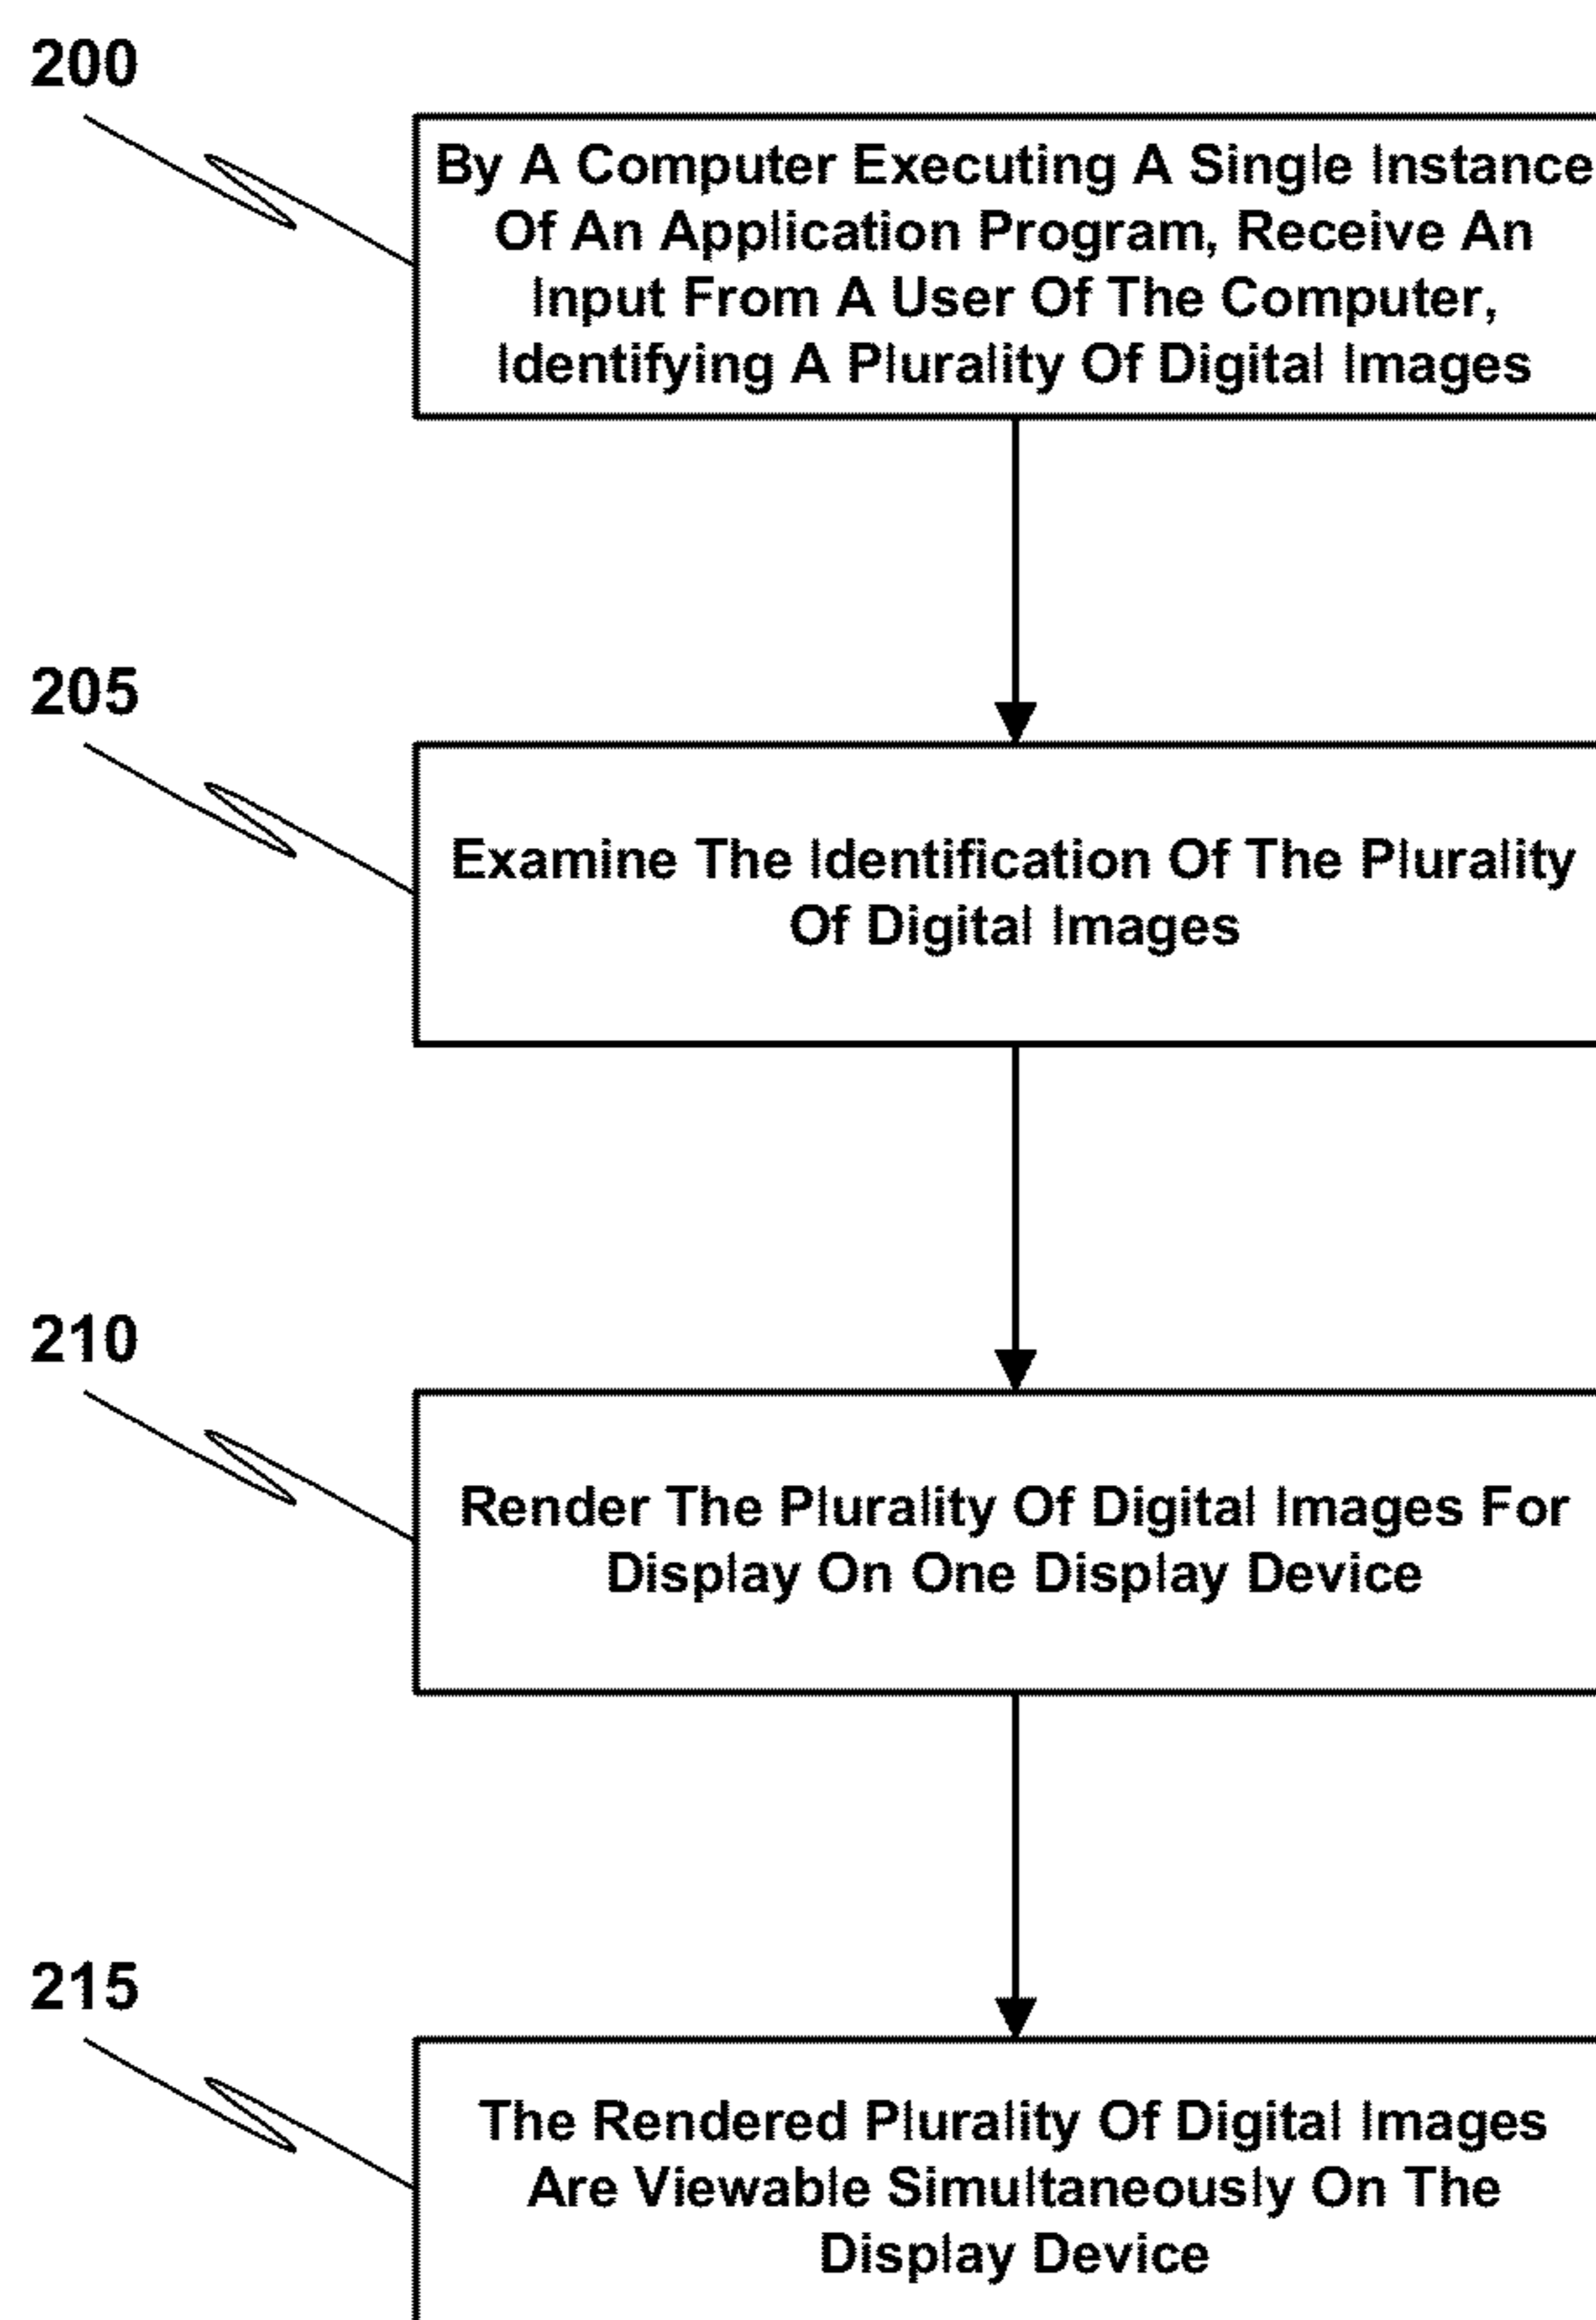 200
By A Computer Executing A Single Instance
Of An Application Program, Receive An
Input From A User Of The Computer,
Identifying A Plurality Of Digital Images
205
Examine The Identification Of The Plurality
Of Digital Images
210
Render The Plurality Of Digital Images For
Display On One Display Device
215
The Rendered Plurality Of Digital Images
Are Viewable Simultaneously On The
Display Device